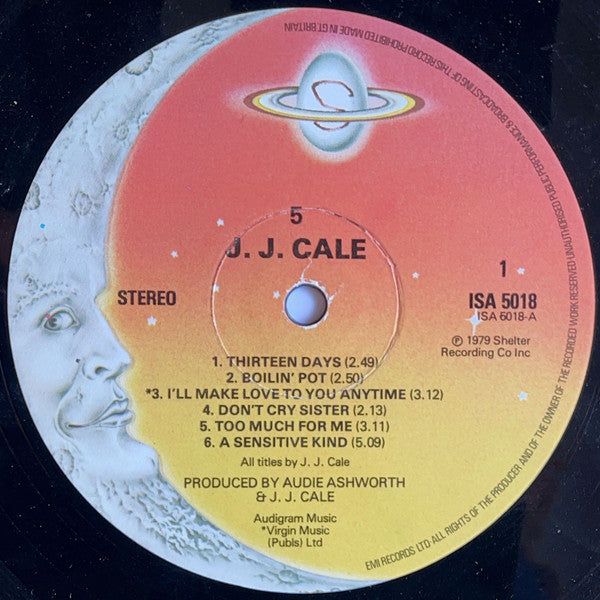 5
J. J. CALE
STEREO
1
ISA 5018
ISA 5018-A
℗ 1979 Shelter
Recording Co Inc
1. THIRTEEN DAYS (2.49)
2. BOILIN' POT (2.50)
*3. I'LL MAKE LOVE TO YOU ANYTIME (3.12)
4. DON'T CRY SISTER (2.13)
5. TOO MUCH FOR ME (3.11)
6. A SENSITIVE KIND (5.09)
All titles by J. J. Cale
PRODUCED BY AUDIE ASHWORTH
& J. J. CALE
Audigram Music
*Virgin Music
(Publs) Ltd
EMI RECORDS LTD·ALL RIGHTS OF THE PRODUCER AND OF THE OWNER OF THE RECORDED WORK RESERVED UNAUTHORISED PUBLIC PERFORMANCE & BROADCASTING OF THIS RECORD PROHIBITED MADE IN GT BRITAIN